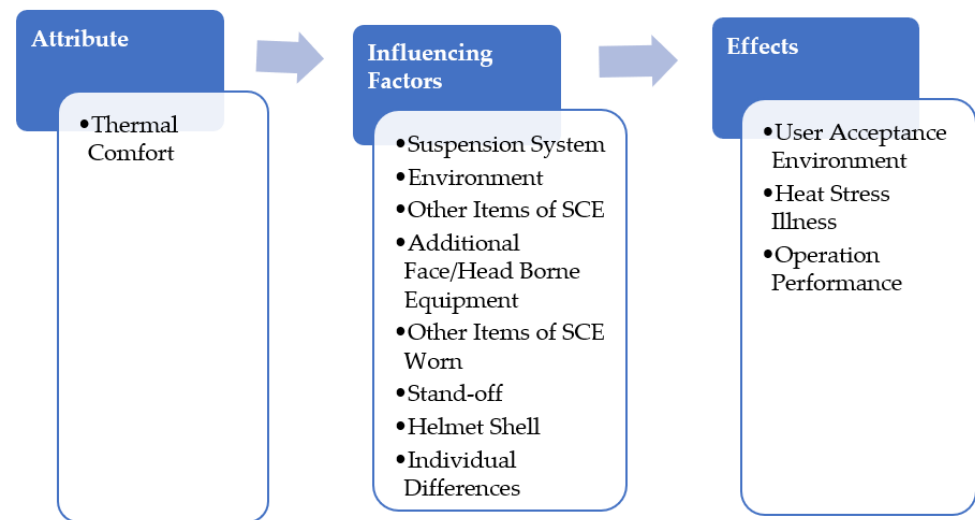 Attribute
•Thermal
Comfort
Influencing
Factors
•Suspension System
•Environment
•Other Items of SCE
•Additional
Face/Head Borne
Equipment
•Other Items of SCE
Worn
•Stand-off
•Helmet Shell
•Individual
Differences
Effects
•User Acceptance
Environment
•Heat Stress
Illness
•Operation
Performance